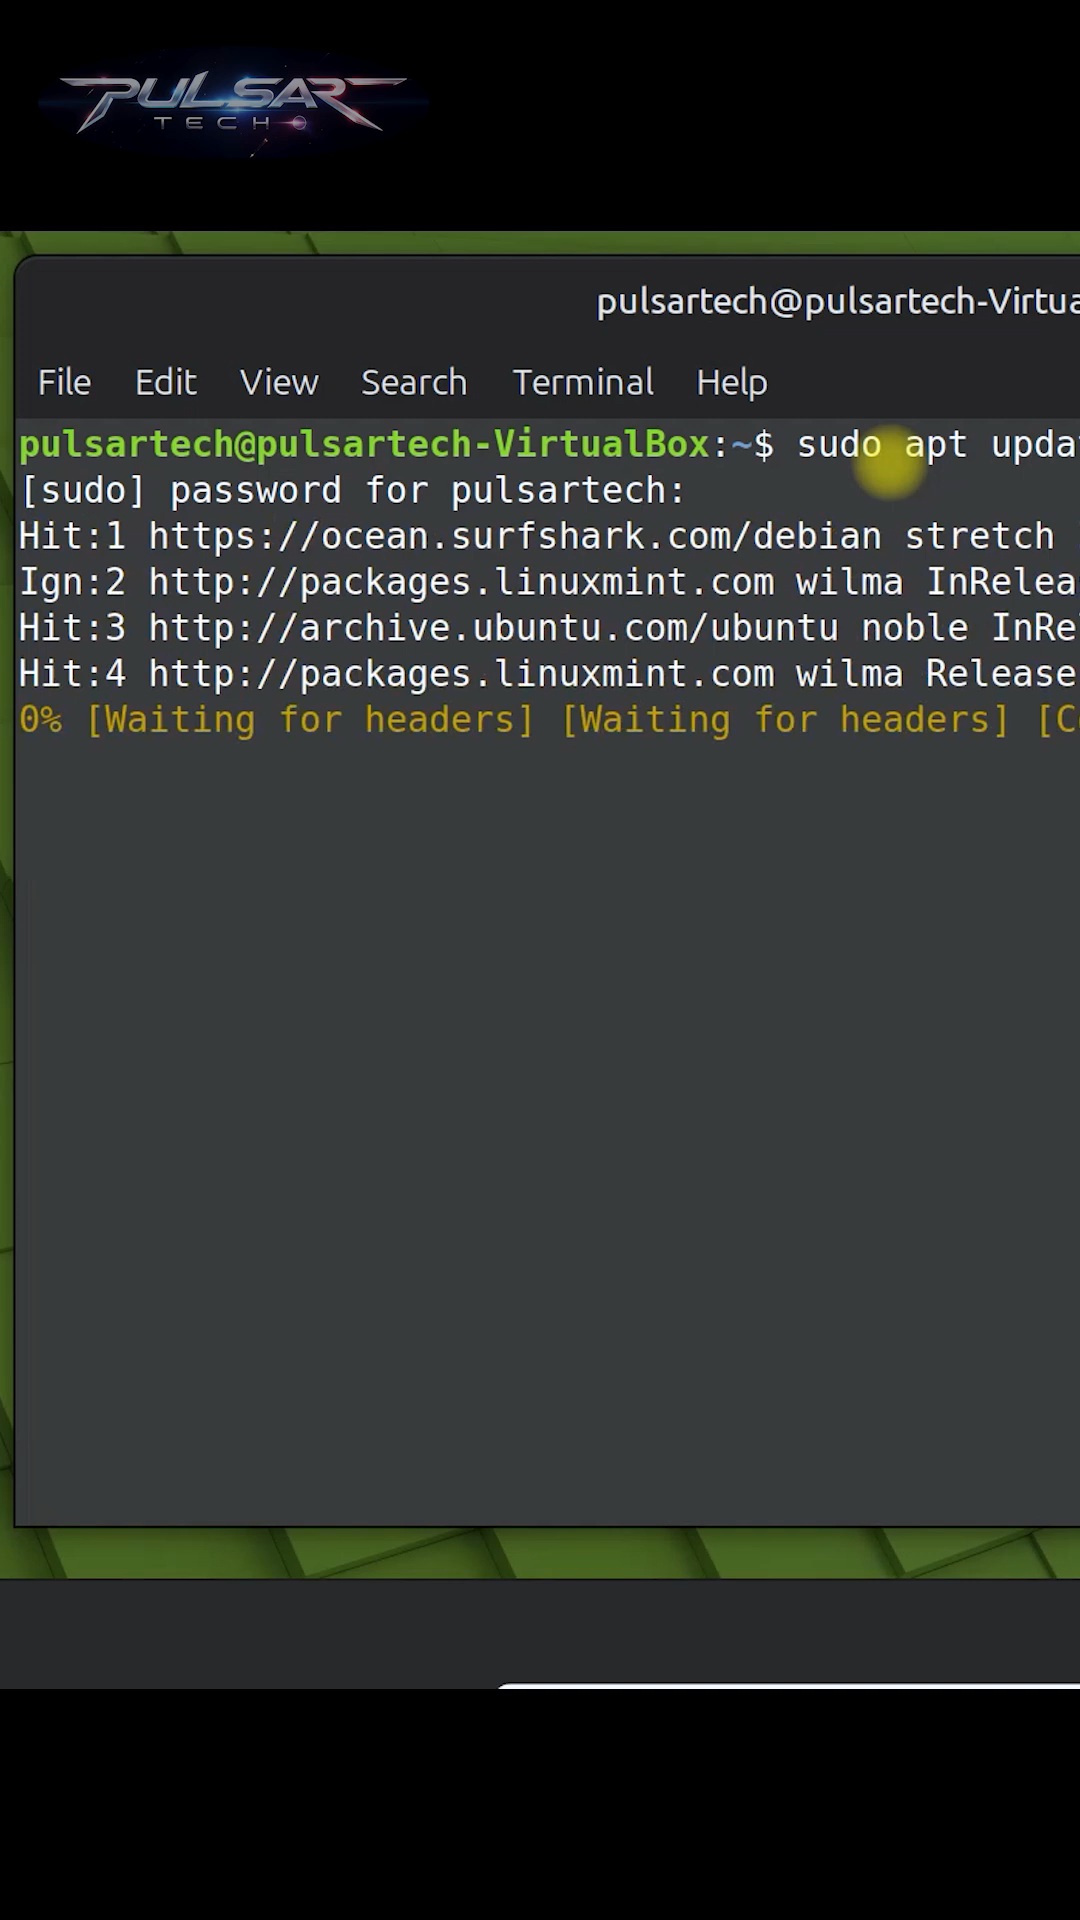 PULSAR
TECH
pulsartech@pulsartech-Virtua
File Edit View Search Terminal Help
pulsartech@pulsartech-VirtualBox:~$ sudo apt upda
[sudo] password for pulsartech:
Hit:1 https://ocean.surfshark.com/debian stretch
Ign:2 http://packages.linuxmint.com wilma InRelea
Hit:3 http://archive.ubuntu.com/ubuntu noble InRe
Hit:4 http://packages.linuxmint.com wilma Release
0% [Waiting for headers] [Waiting for headers] [C